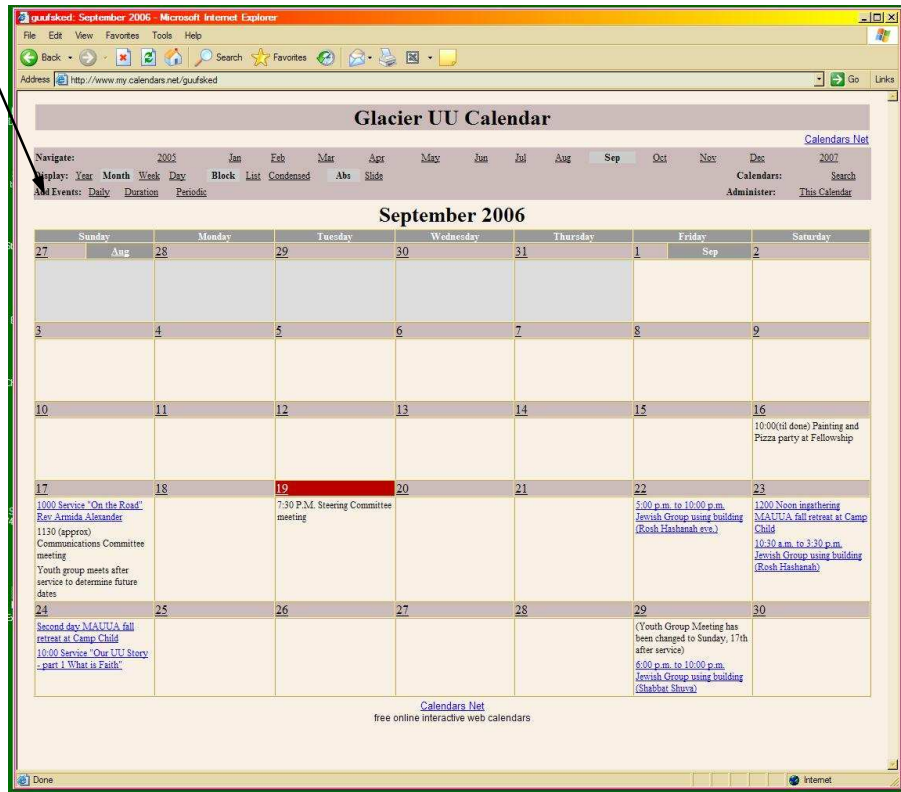 guufsked: September 2006 - Microsoft Internet Explorer
File Edit View Favorites Tools Help
Back Search Favorites
Address http://www.my.calendars.net/guufsked Go Links
Glacier UU Calendar
Calendars Net
Navigate: 2005 Jan Feb Mar Apr May Jun Jul Aug Sep Oct Nov Dec 2007
Display: Year Month Week Day Block List Condensed Abs Slide Calendars: Search
Add Events: Daily Duration Periodic Administer: This Calendar
September 2006
Sunday Monday Tuesday Wednesday Thursday Friday Saturday
27 Aug 28 29 30 31 1 Sep 2
3 4 5 6 7 8 9
10 11 12 13 14 15 16
10:00(til done) Painting and
Pizza party at Fellowship
17 18 19 20 21 22 23
1000 Service "On the Road"
Rev Armida Alexander
1130 (approx)
Communications Committee
meeting
Youth group meets after
service to determine future
dates
7:30 P.M. Steering Committee
meeting
5:00 p.m. to 10:00 p.m.
Jewish Group using building
(Rosh Hashanah eve.)
1200 Noon ingathering
MAUUA fall retreat at Camp
Child
10:30 a.m. to 3:30 p.m.
Jewish Group using building
(Rosh Hashanah)
24 25 26 27 28 29 30
Second day MAUUA fall
retreat at Camp Child
10:00 Service "Our UU Story
- part 1 What is Faith"
(Youth Group Meeting has
been changed to Sunday, 17th
after service)
6:00 p.m. to 10:00 p.m.
Jewish Group using building
(Shabbat Shuva)
Calendars Net
free online interactive web calendars
Done Internet